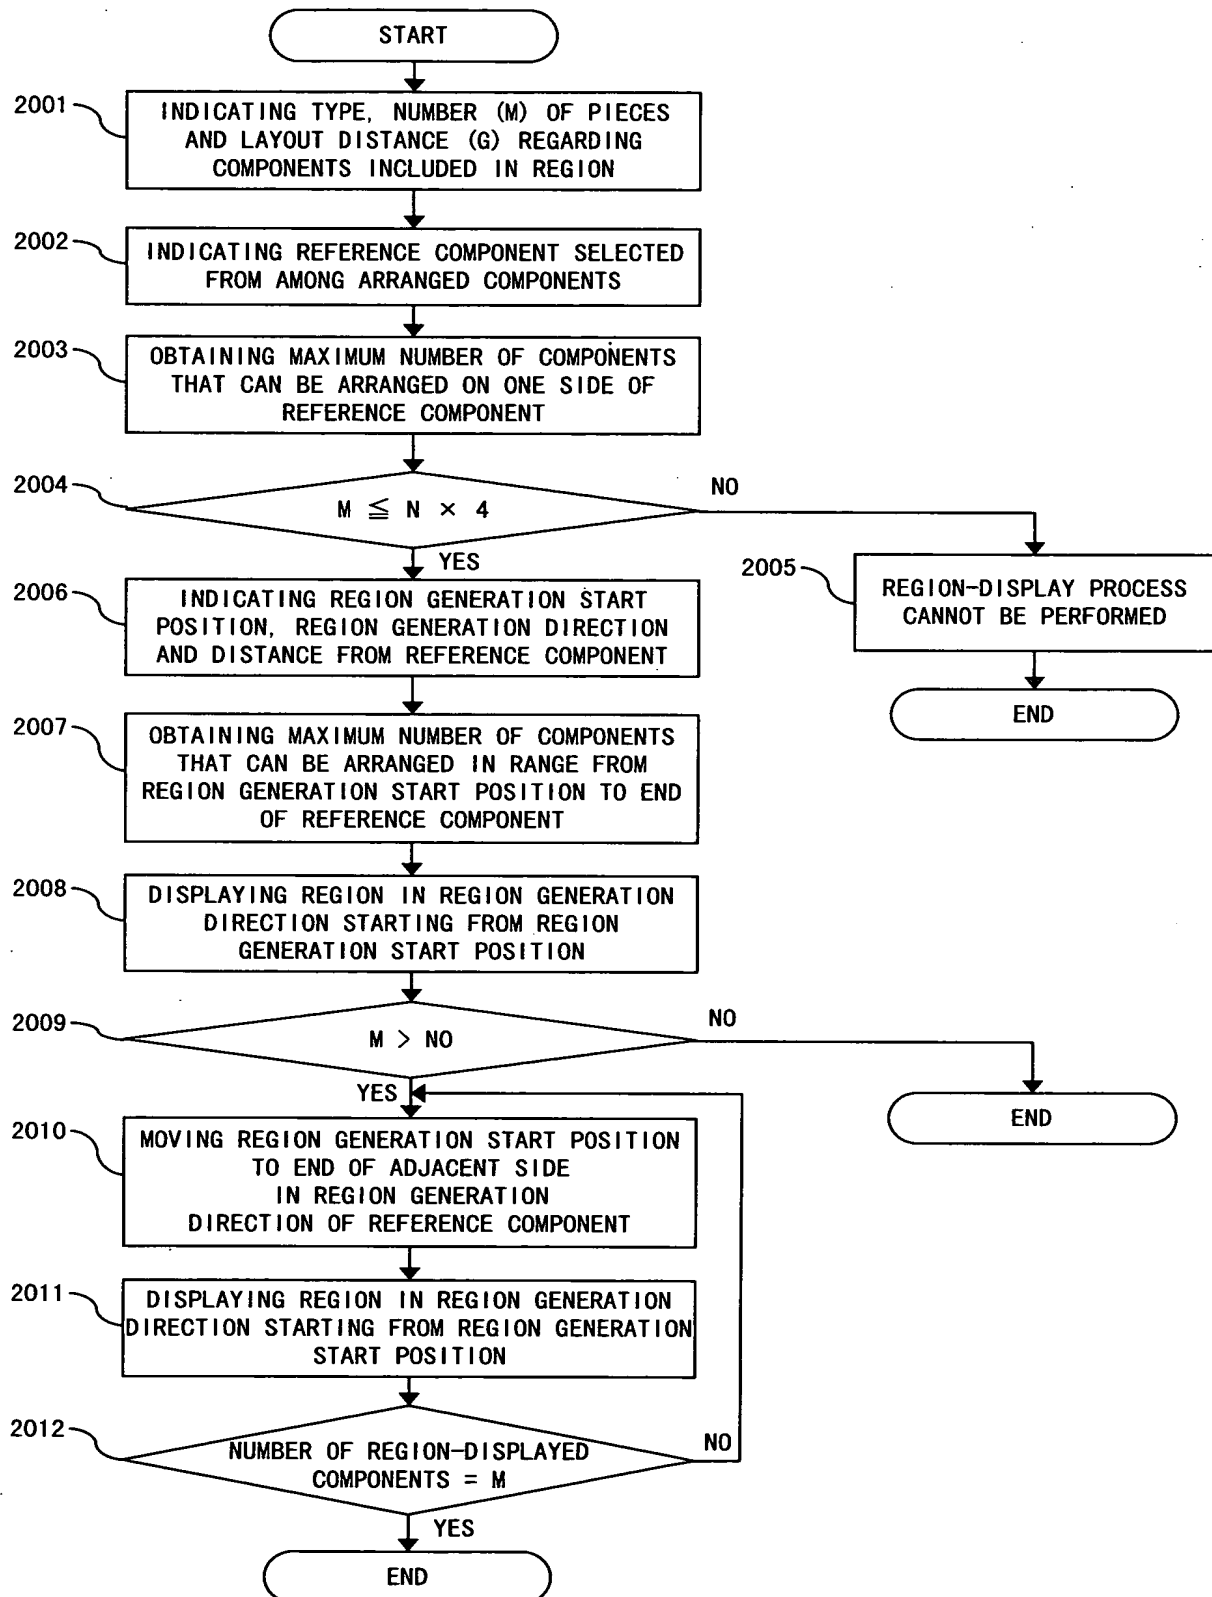 START
2001
INDICATING TYPE, NUMBER (M) OF PIECES
AND LAYOUT DISTANCE (G) REGARDING
COMPONENTS INCLUDED IN REGION
2002
INDICATING REFERENCE COMPONENT SELECTED
FROM AMONG ARRANGED COMPONENTS
2003
OBTAINING MAXIMUM NUMBER OF COMPONENTS
THAT CAN BE ARRANGED ON ONE SIDE OF
REFERENCE COMPONENT
2004
M ≦ N × 4
NO
YES
2005
REGION-DISPLAY PROCESS
CANNOT BE PERFORMED
END
2006
INDICATING REGION GENERATION START
POSITION, REGION GENERATION DIRECTION
AND DISTANCE FROM REFERENCE COMPONENT
2007
OBTAINING MAXIMUM NUMBER OF COMPONENTS
THAT CAN BE ARRANGED IN RANGE FROM
REGION GENERATION START POSITION TO END
OF REFERENCE COMPONENT
2008
DISPLAYING REGION IN REGION GENERATION
DIRECTION STARTING FROM REGION
GENERATION START POSITION
2009
M > NO
NO
YES
END
2010
MOVING REGION GENERATION START POSITION
TO END OF ADJACENT SIDE
IN REGION GENERATION
DIRECTION OF REFERENCE COMPONENT
2011
DISPLAYING REGION IN REGION GENERATION
DIRECTION STARTING FROM REGION GENERATION
START POSITION
2012
NUMBER OF REGION-DISPLAYED
COMPONENTS = M
NO
YES
END